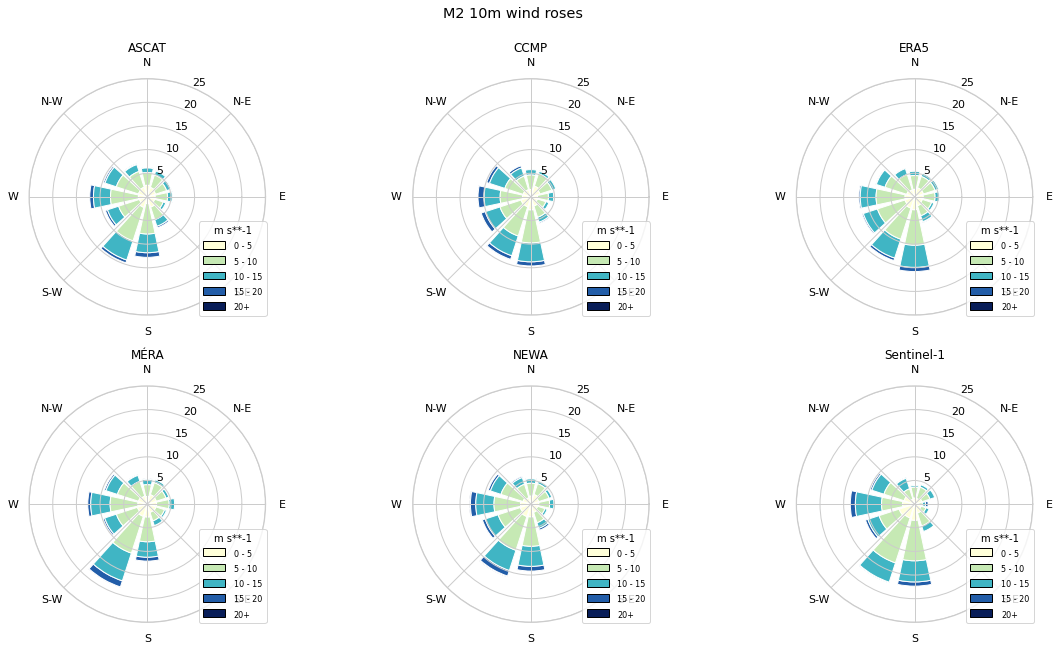 M2 10m wind roses
ASCAT
N
N-W
N-E
W
E
S-W
S
25
20
15
10
5
m s**-1
0 - 5
5 - 10
10 - 15
15 - 20
20+
CCMP
N
N-W
N-E
W
E
S-W
S
25
20
15
10
5
m s**-1
0 - 5
5 - 10
10 - 15
15 - 20
20+
ERA5
N
N-W
N-E
W
E
S-W
S
25
20
15
10
5
m s**-1
0 - 5
5 - 10
10 - 15
15 - 20
20+
MÉRA
N
N-W
N-E
W
E
S-W
S
25
20
15
10
5
m s**-1
0 - 5
5 - 10
10 - 15
15 - 20
20+
NEWA
N
N-W
N-E
W
E
S-W
S
25
20
15
10
5
m s**-1
0 - 5
5 - 10
10 - 15
15 - 20
20+
Sentinel-1
N
N-W
N-E
W
E
S-W
S
25
20
15
10
5
m s**-1
0 - 5
5 - 10
10 - 15
15 - 20
20+